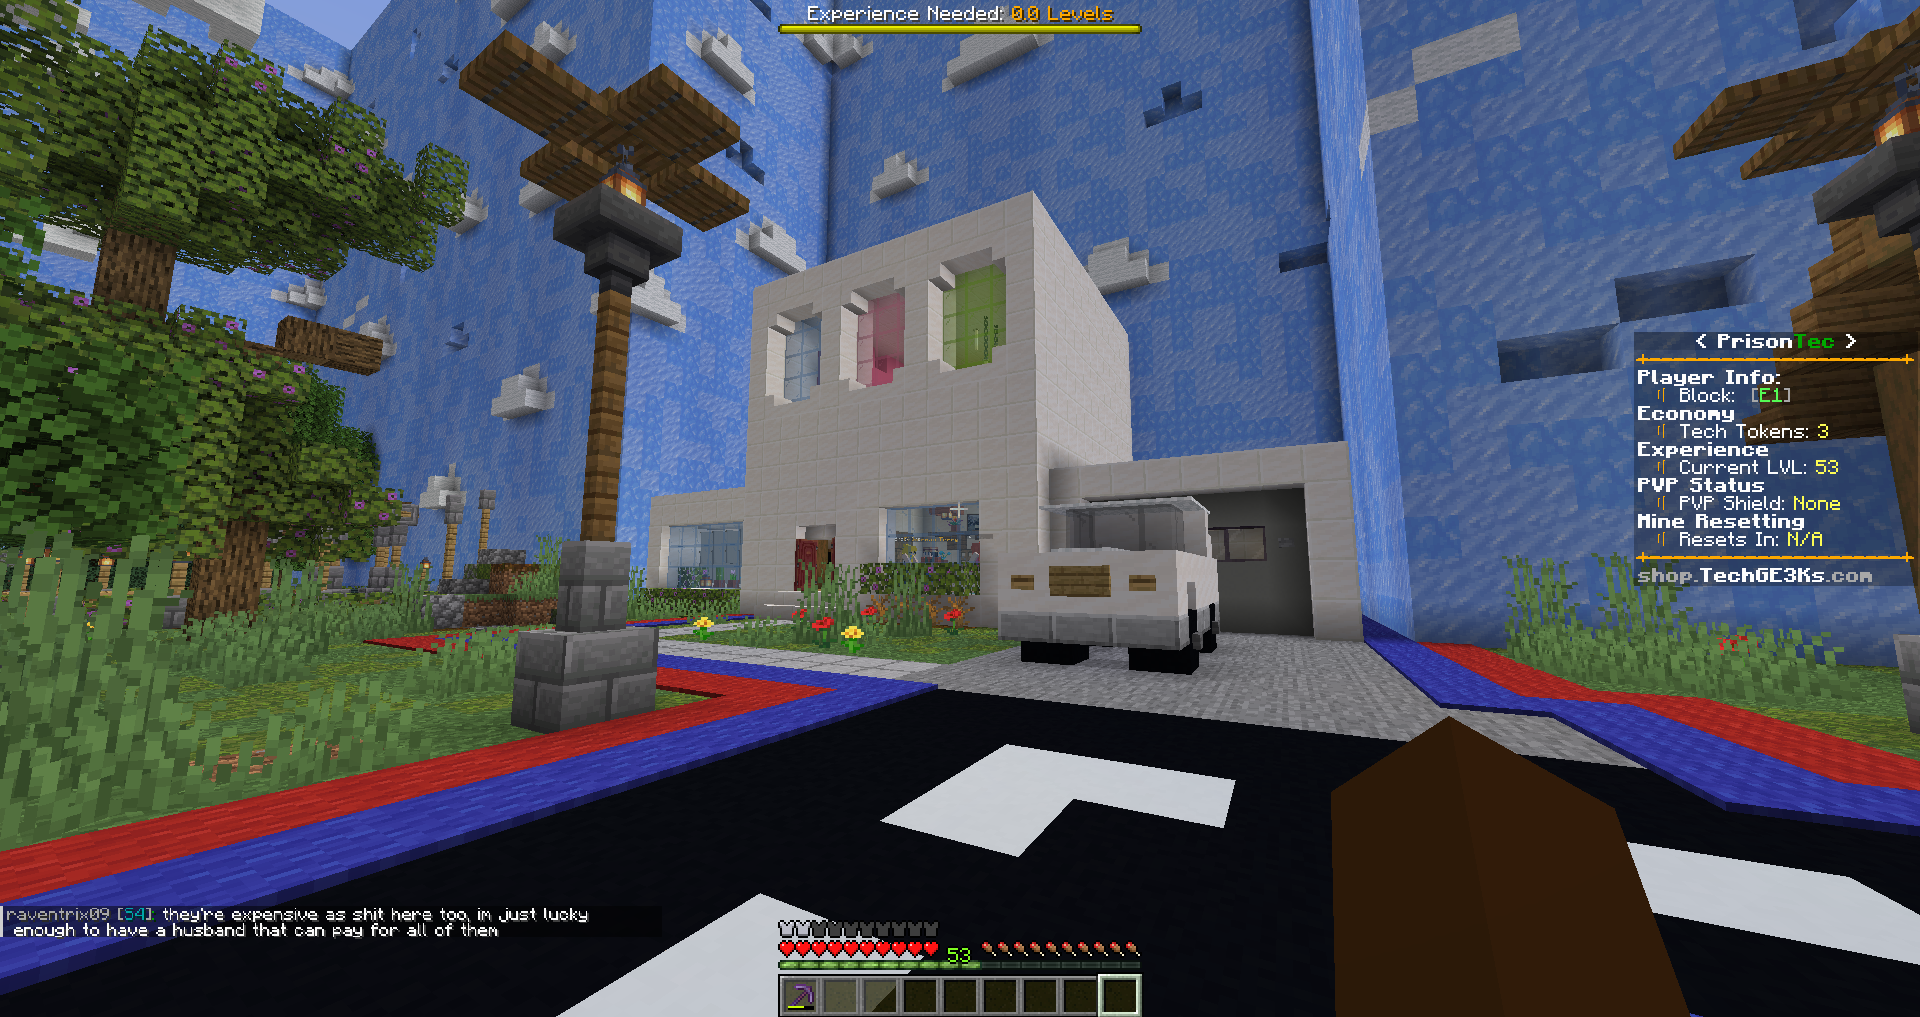 Experience Needed: 0.0 Levels
< PrisonTec >
Player Info:
Block: [E1]
Economy
Tech Tokens: 3
Experience
Current LVL: 53
PVP Status
PVP Shield: None
Mine Resetting
Resets In: N/A
shop.TechGE3Ks.com
raventrix09 [54]: they're expensive as shit here too, im just lucky
enough to have a husband that can pay for all of them
53